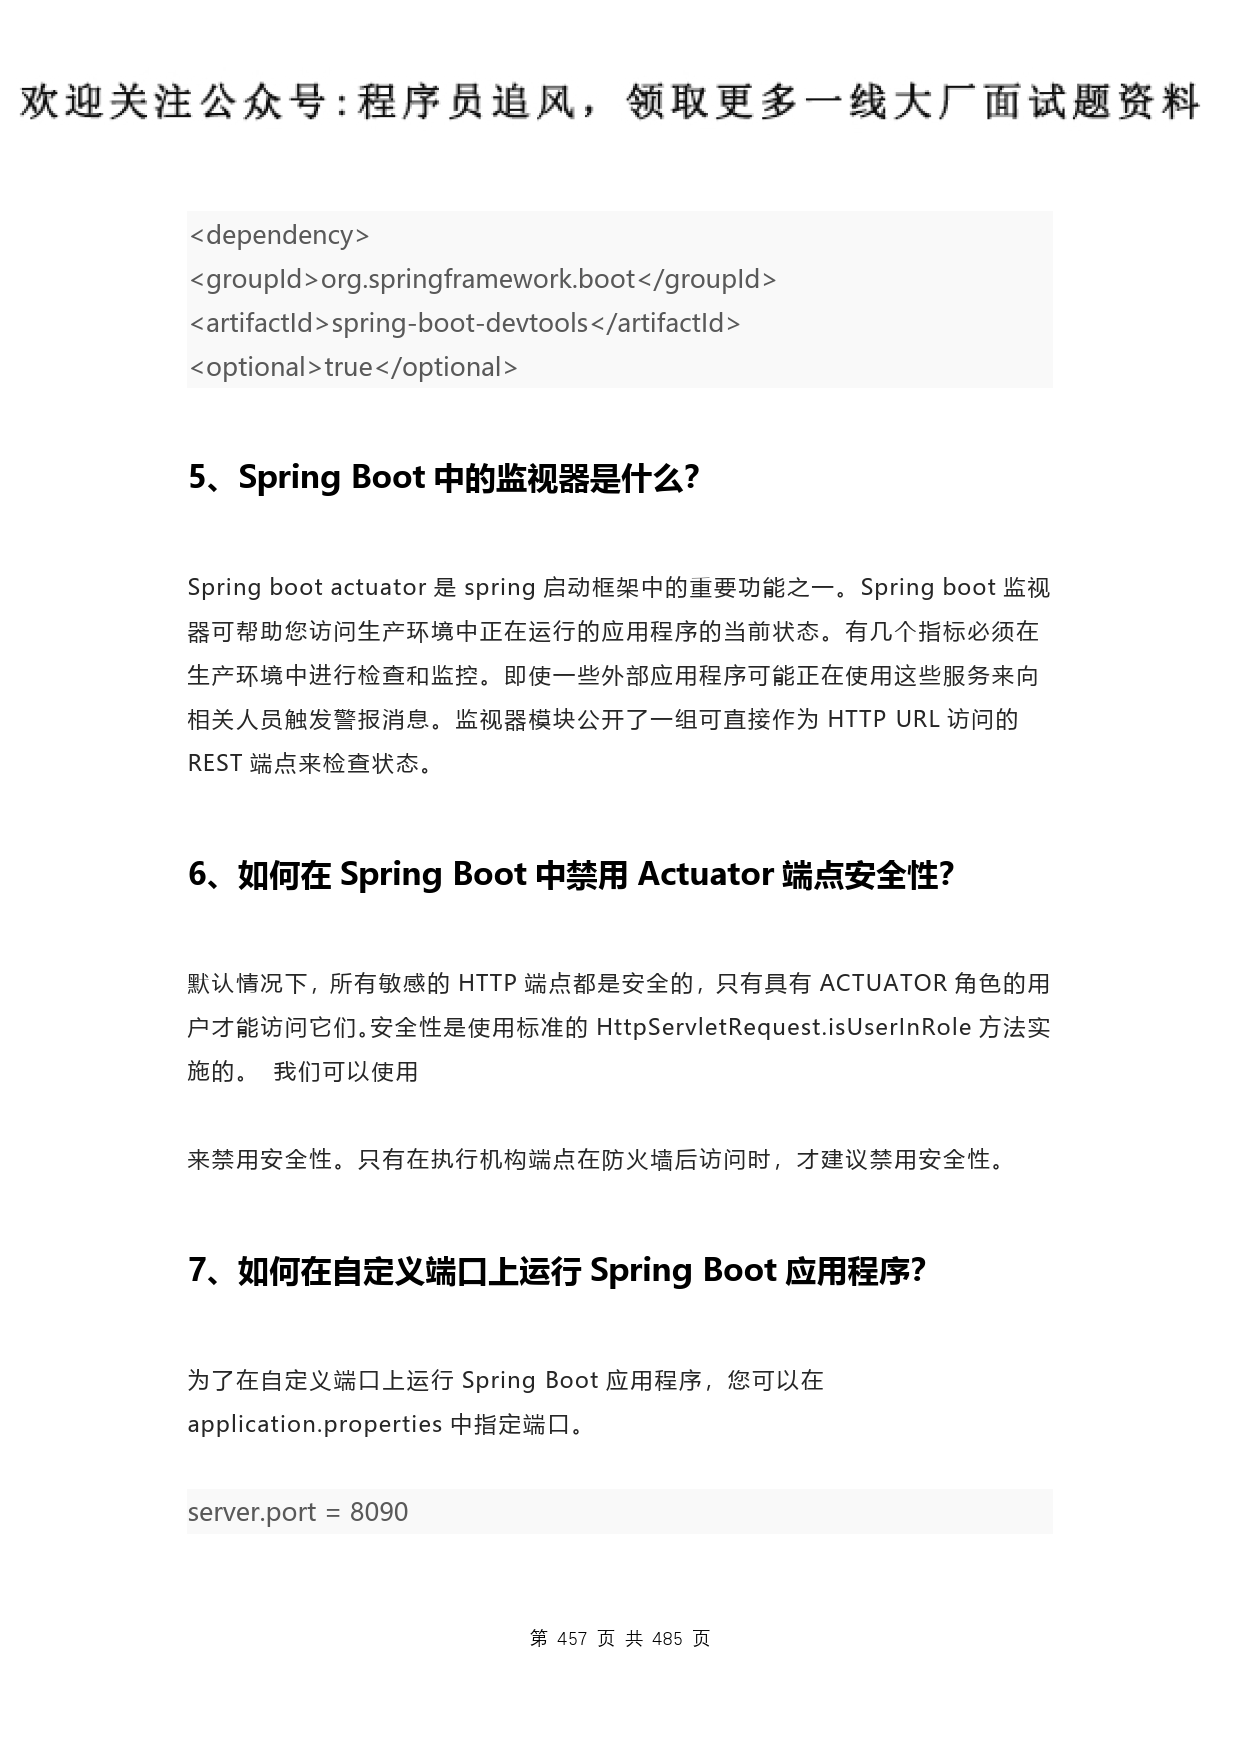 欢迎关注公众号:程序员追风，领取更多一线大厂面试题资料
<dependency>
<groupId>org.springframework.boot</groupId>
<artifactId>spring-boot-devtools</artifactId>
<optional>true</optional>
5、Spring Boot 中的监视器是什么？
Spring boot actuator 是 spring 启动框架中的重要功能之一。Spring boot 监视
器可帮助您访问生产环境中正在运行的应用程序的当前状态。有几个指标必须在
生产环境中进行检查和监控。即使一些外部应用程序可能正在使用这些服务来向
相关人员触发警报消息。监视器模块公开了一组可直接作为 HTTP URL 访问的
REST 端点来检查状态。
6、如何在 Spring Boot 中禁用 Actuator 端点安全性？
默认情况下，所有敏感的 HTTP 端点都是安全的，只有具有 ACTUATOR 角色的用
户才能访问它们。安全性是使用标准的 HttpServletRequest.isUserInRole 方法实
施的。 我们可以使用
来禁用安全性。只有在执行机构端点在防火墙后访问时，才建议禁用安全性。
7、如何在自定义端口上运行 Spring Boot 应用程序？
为了在自定义端口上运行 Spring Boot 应用程序，您可以在
application.properties 中指定端口。
server.port = 8090
第 457 页 共 485 页